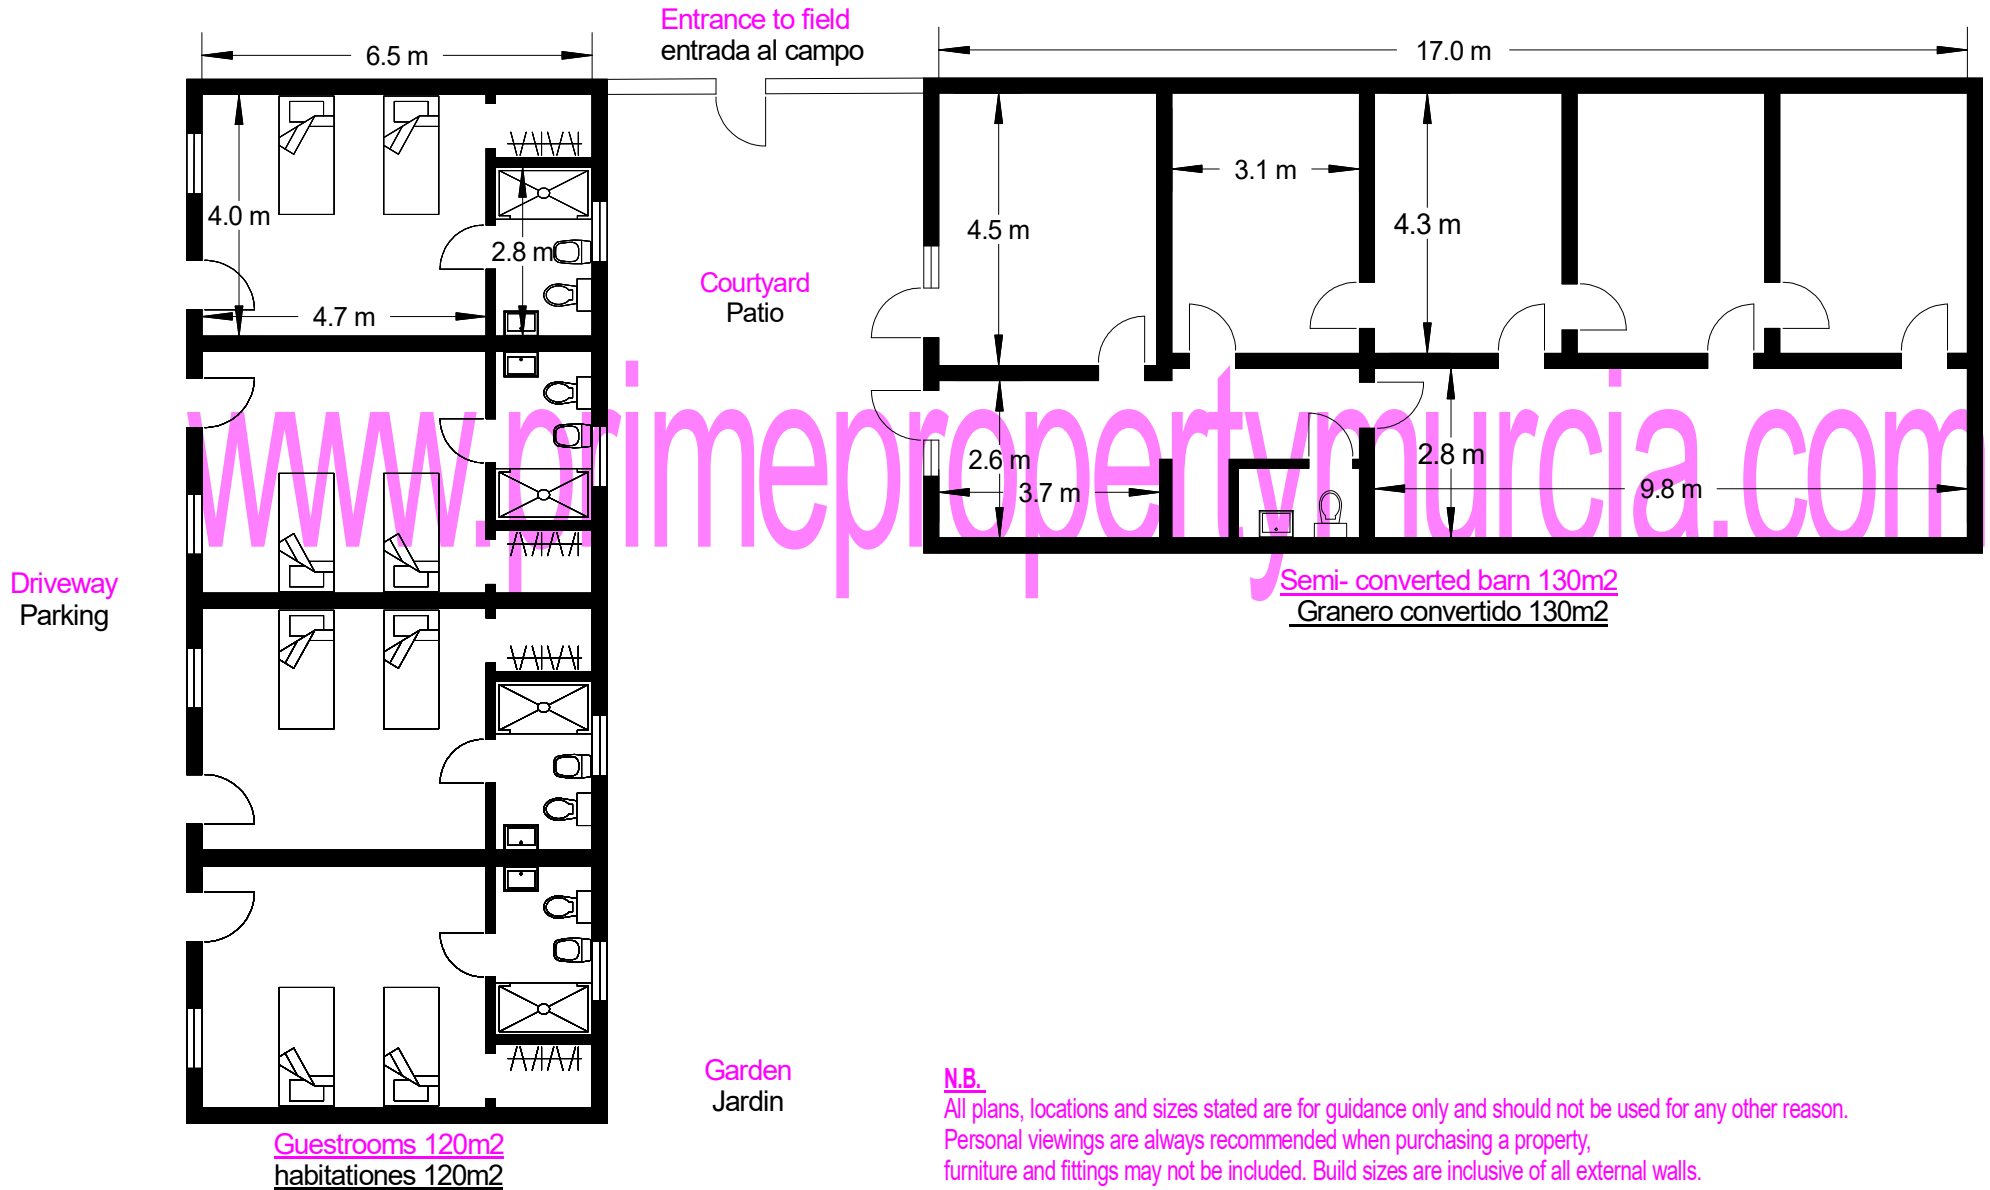 Entrance to field
entrada al campo
6.5 m
17.0 m
4.0 m
2.8 m
4.7 m
Courtyard
Patio
4.5 m
3.1 m
4.3 m
www.primepropertymurcia.com
2.6 m
3.7 m
2.8 m
9.8 m
Driveway
Parking
Semi- converted barn 130m2
Granero convertido 130m2
Garden
Jardin
Guestrooms 120m2
habitationes 120m2
N.B.
All plans, locations and sizes stated are for guidance only and should not be used for any other reason.
Personal viewings are always recommended when purchasing a property,
furniture and fittings may not be included. Build sizes are inclusive of all external walls.